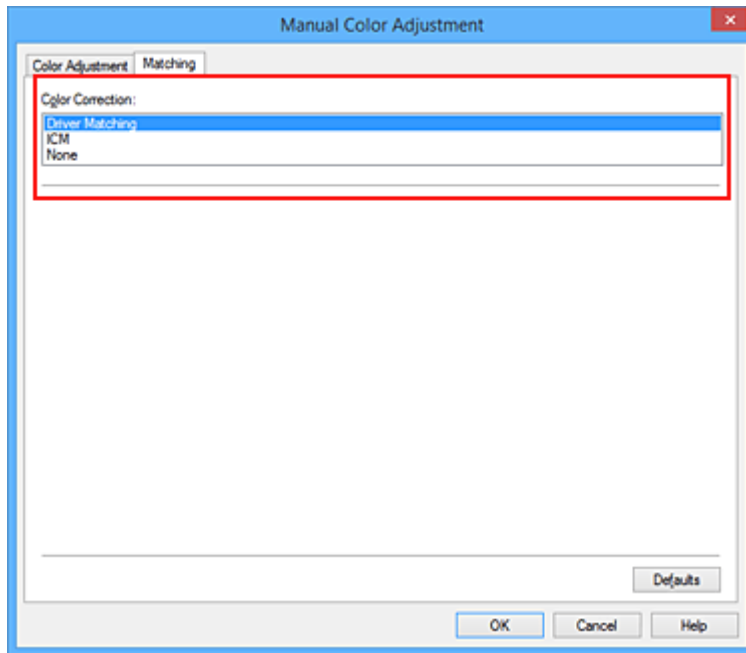 Manual Color Adjustment
Color Adjustment Matching
Color Correction:
Driver Matching
ICM
None
Defaults
OK Cancel Help